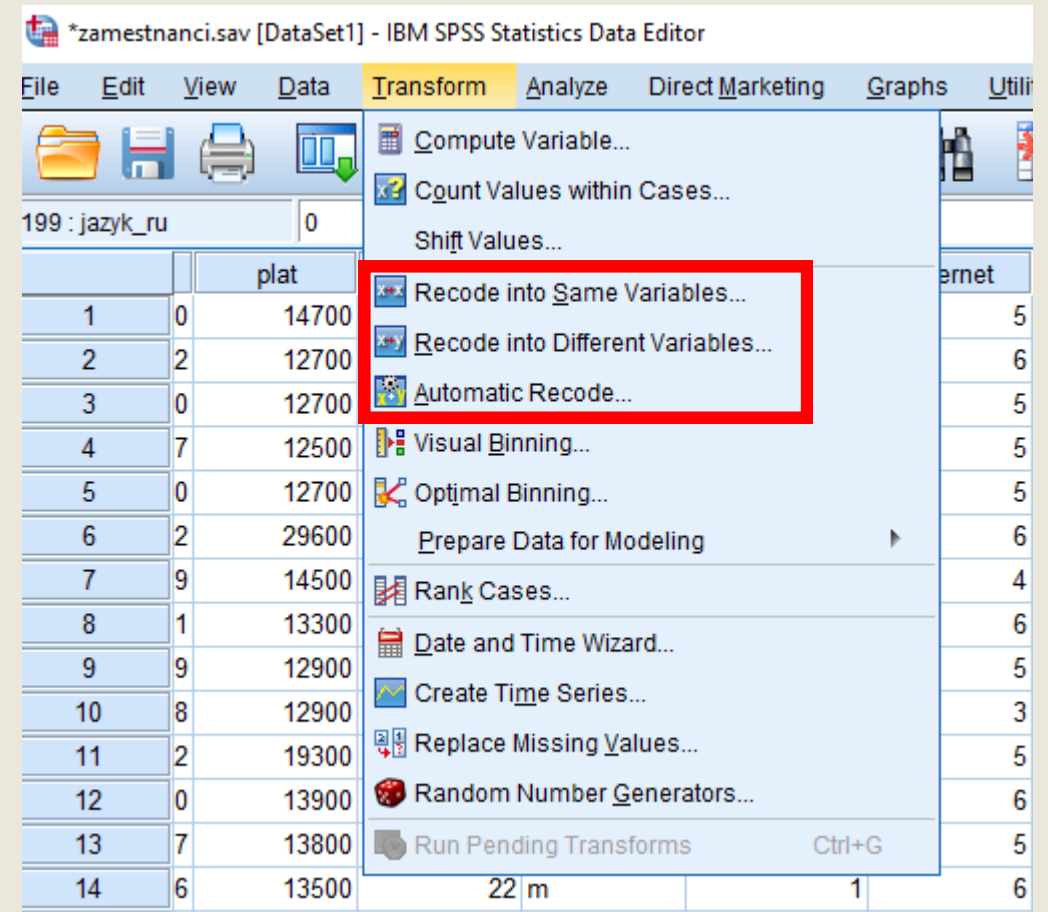 *zamestnanci.sav [DataSet1] - IBM SPSS Statistics Data Editor
File Edit View Data Transform Analyze Direct Marketing Graphs Utili
Compute Variable...
Count Values within Cases...
199 : jazyk_ru 0
Shift Values...
plat ernet
Recode into Same Variables...
1 0 14700 5
Recode into Different Variables...
2 2 12700 6
Automatic Recode...
3 0 12700 5
Visual Binning...
4 7 12500 5
Optimal Binning...
5 0 12700 5
Prepare Data for Modeling
6 2 29600 6
Rank Cases...
7 9 14500 4
8 1 13300 6
Date and Time Wizard...
9 9 12900 5
Create Time Series...
10 8 12900 3
Replace Missing Values...
11 2 19300 5
Random Number Generators...
12 0 13900 6
Run Pending Transforms Ctrl+G
13 7 13800 5
14 6 13500 22 m 1 6